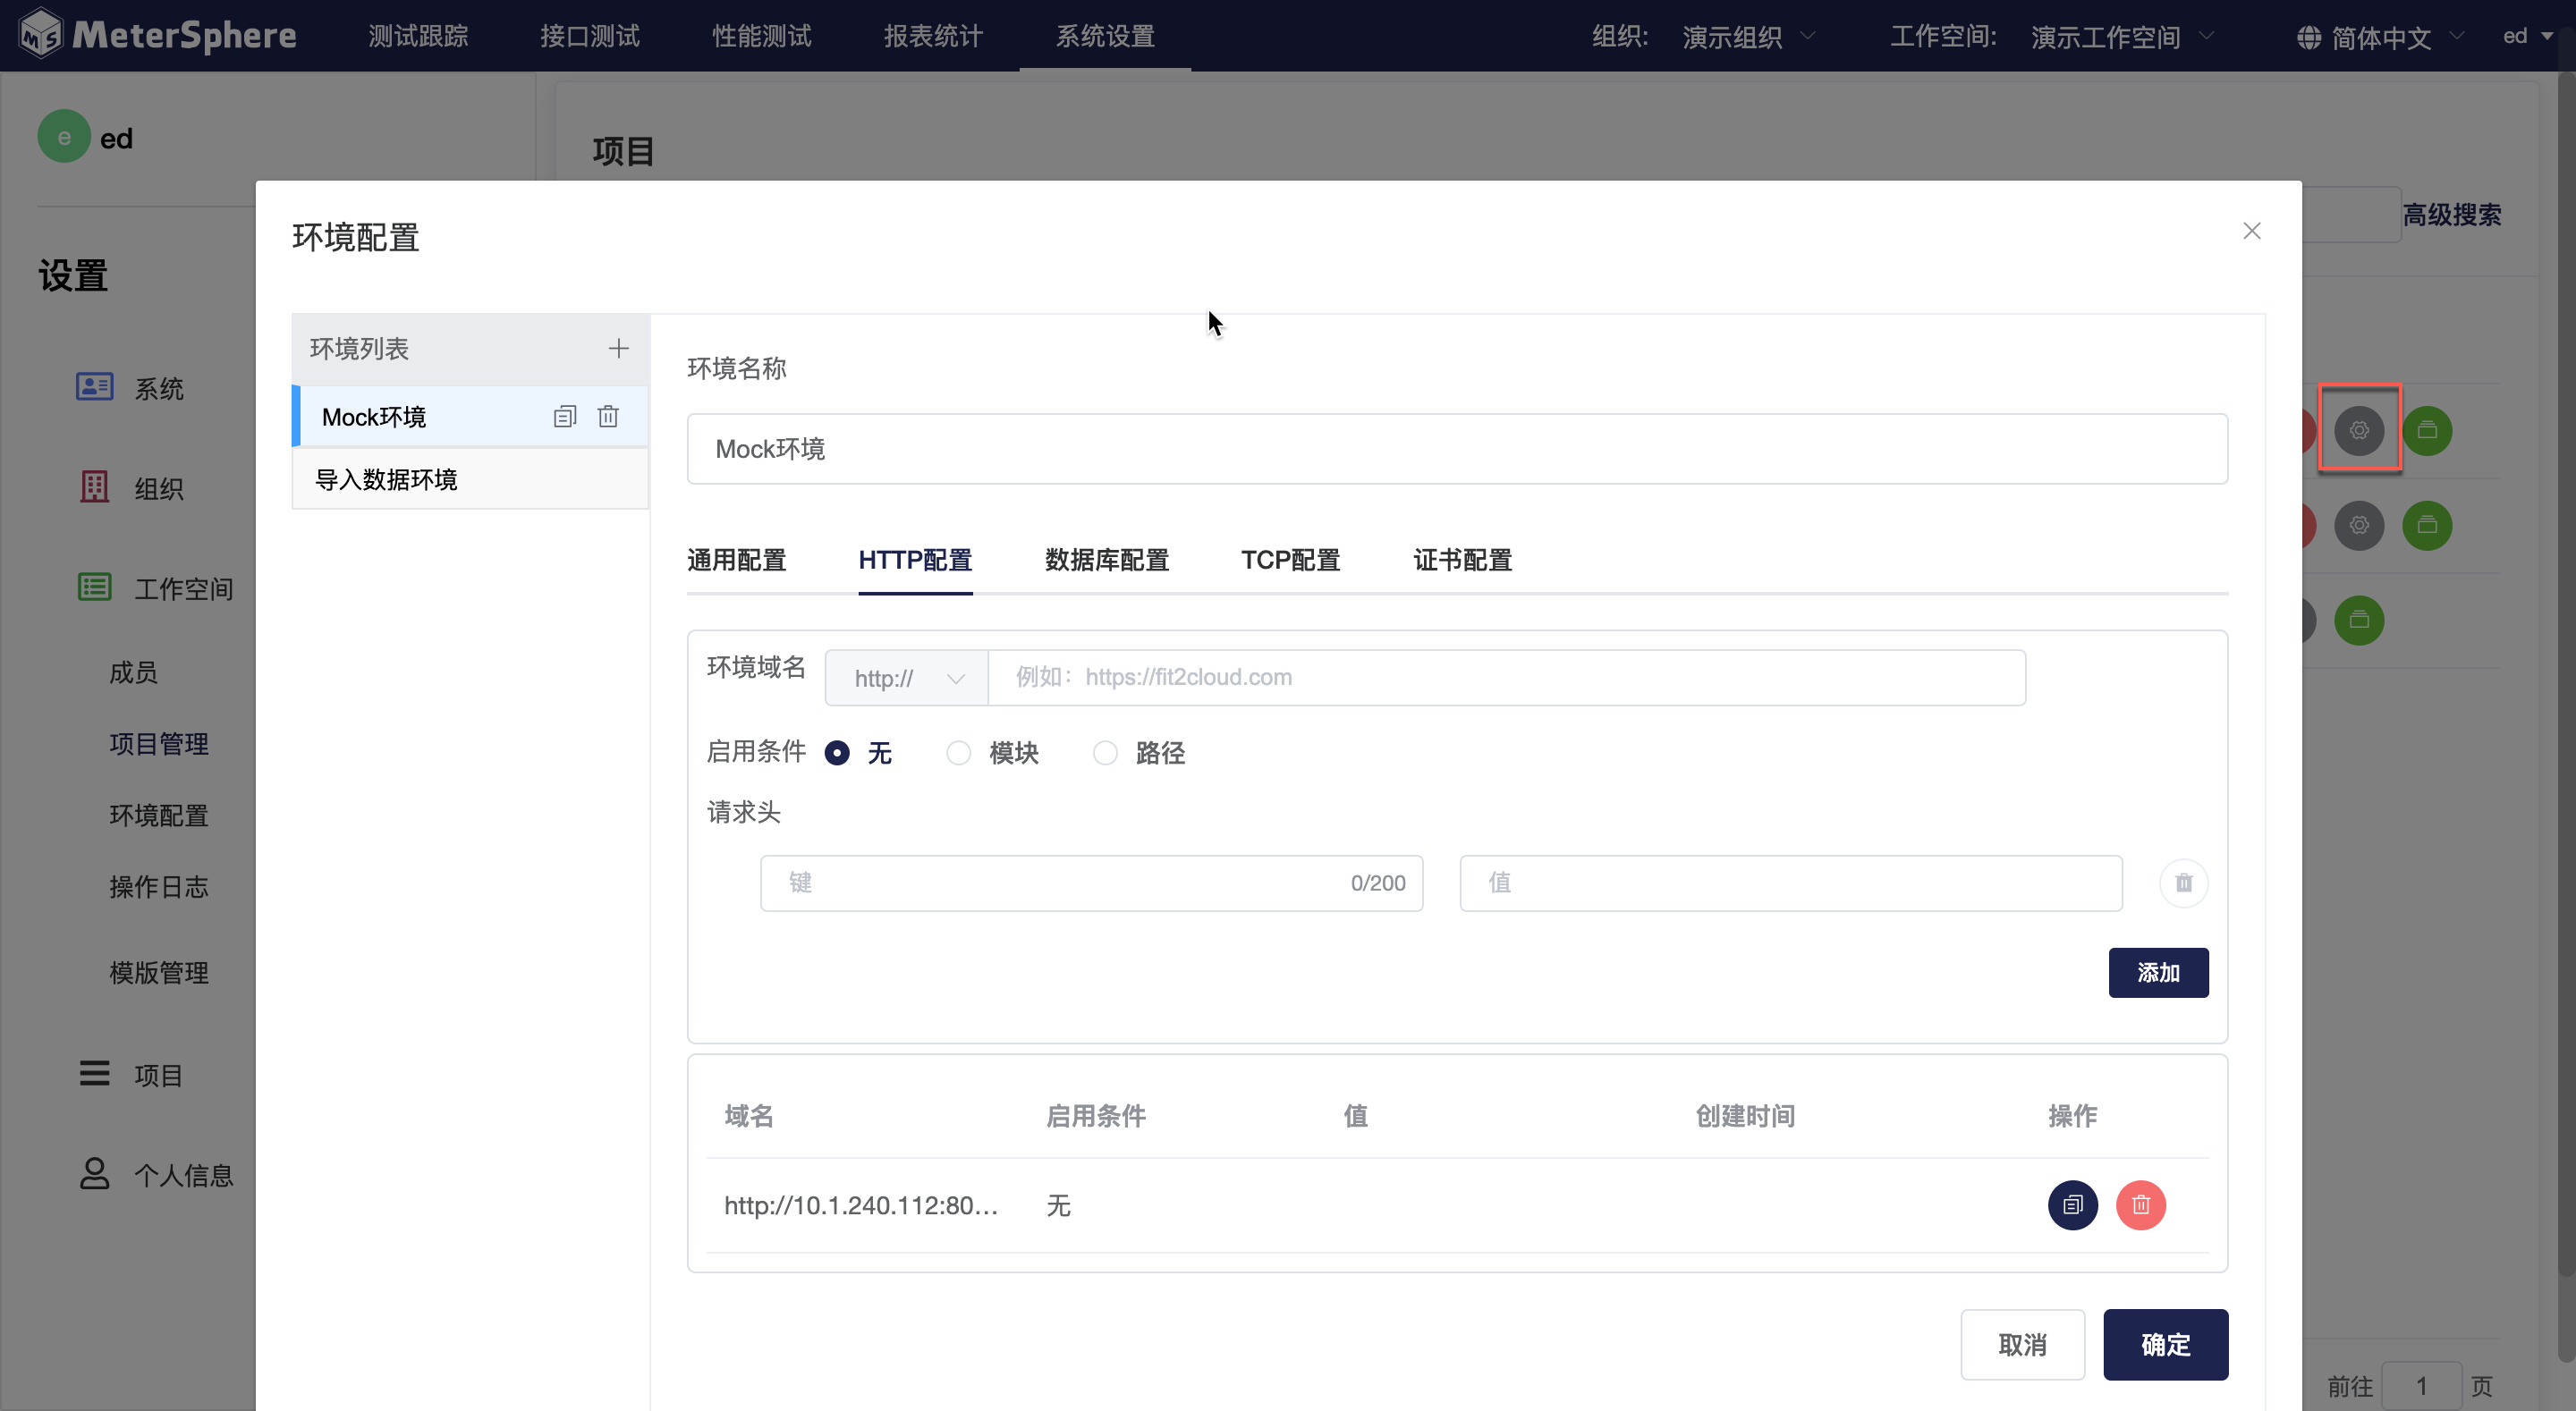 MeterSphere 测试跟踪 接口测试 性能测试 报表统计 系统设置 组织: 演示组织 工作空间: 演示工作空间 简体中文 ed
e ed
项目
高级搜索
设置
系统
组织
工作空间
成员
项目管理
环境配置
操作日志
模版管理
项目
个人信息
环境配置
环境列表
Mock环境
导入数据环境
环境名称
Mock环境
通用配置 HTTP配置 数据库配置 TCP配置 证书配置
环境域名 http:// 例如：https://fit2cloud.com
启用条件 无 模块 路径
请求头
键 0/200 值
添加
域名 启用条件 值 创建时间 操作
http://10.1.240.112:80... 无
取消 确定
前往 1 页